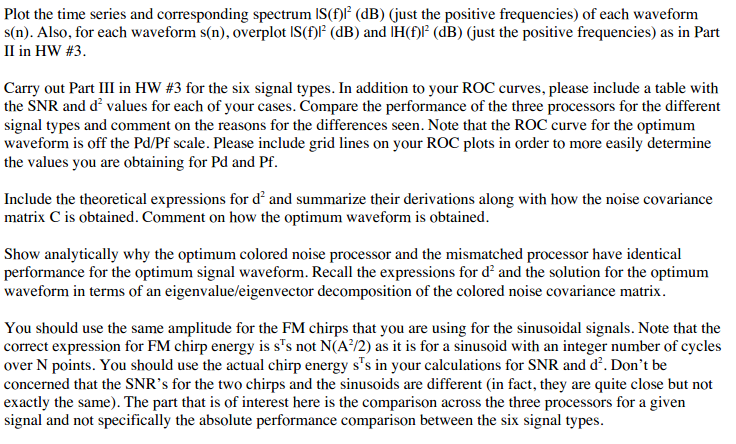 Plot the time series and corresponding spectrum |S(f)|² (dB) (just the positive frequencies) of each waveform
s(n). Also, for each waveform s(n), overplot |S(f)|² (dB) and |H(f)|² (dB) (just the positive frequencies) as in Part
II in HW #3.
Carry out Part III in HW #3 for the six signal types. In addition to your ROC curves, please include a table with
the SNR and d² values for each of your cases. Compare the performance of the three processors for the different
signal types and comment on the reasons for the differences seen. Note that the ROC curve for the optimum
waveform is off the Pd/Pf scale. Please include grid lines on your ROC plots in order to more easily determine
the values you are obtaining for Pd and Pf.
Include the theoretical expressions for d² and summarize their derivations along with how the noise covariance
matrix C is obtained. Comment on how the optimum waveform is obtained.
Show analytically why the optimum colored noise processor and the mismatched processor have identical
performance for the optimum signal waveform. Recall the expressions for d² and the solution for the optimum
waveform in terms of an eigenvalue/eigenvector decomposition of the colored noise covariance matrix.
You should use the same amplitude for the FM chirps that you are using for the sinusoidal signals. Note that the
correct expression for FM chirp energy is sᵀs not N(A²/2) as it is for a sinusoid with an integer number of cycles
over N points. You should use the actual chirp energy sᵀs in your calculations for SNR and d². Don't be
concerned that the SNR's for the two chirps and the sinusoids are different (in fact, they are quite close but not
exactly the same). The part that is of interest here is the comparison across the three processors for a given
signal and not specifically the absolute performance comparison between the six signal types.